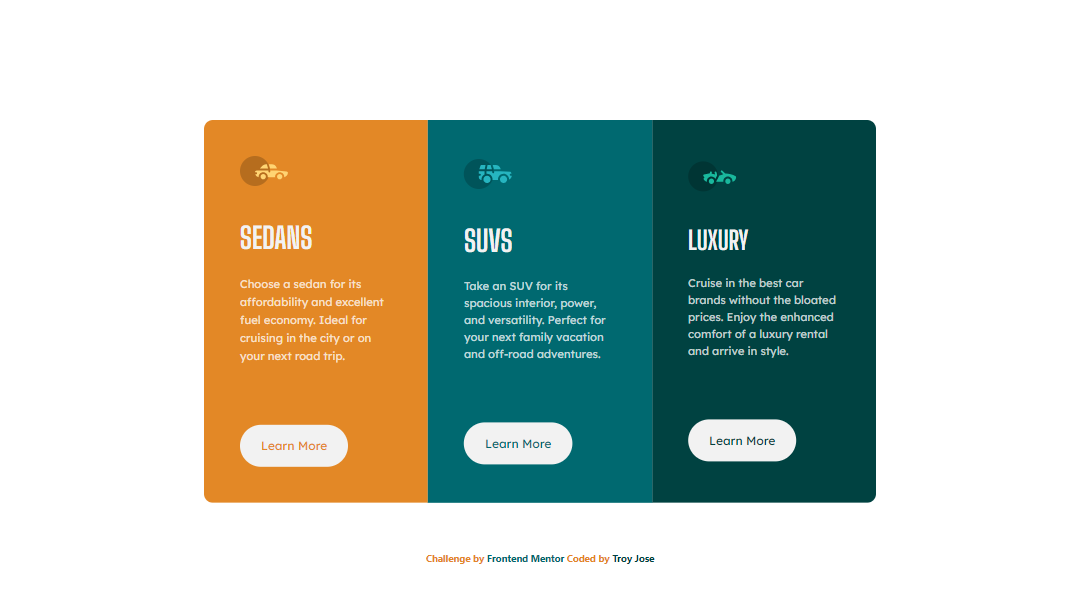 SEDANS
Choose a sedan for its
affordability and excellent
fuel economy. Ideal for
cruising in the city or on
your next road trip.
Learn More
SUVS
Take an SUV for its
spacious interior, power,
and versatility. Perfect for
your next family vacation
and off-road adventures.
Learn More
LUXURY
Cruise in the best car
brands without the bloated
prices. Enjoy the enhanced
comfort of a luxury rental
and arrive in style.
Learn More
Challenge by Frontend Mentor Coded by Troy Jose